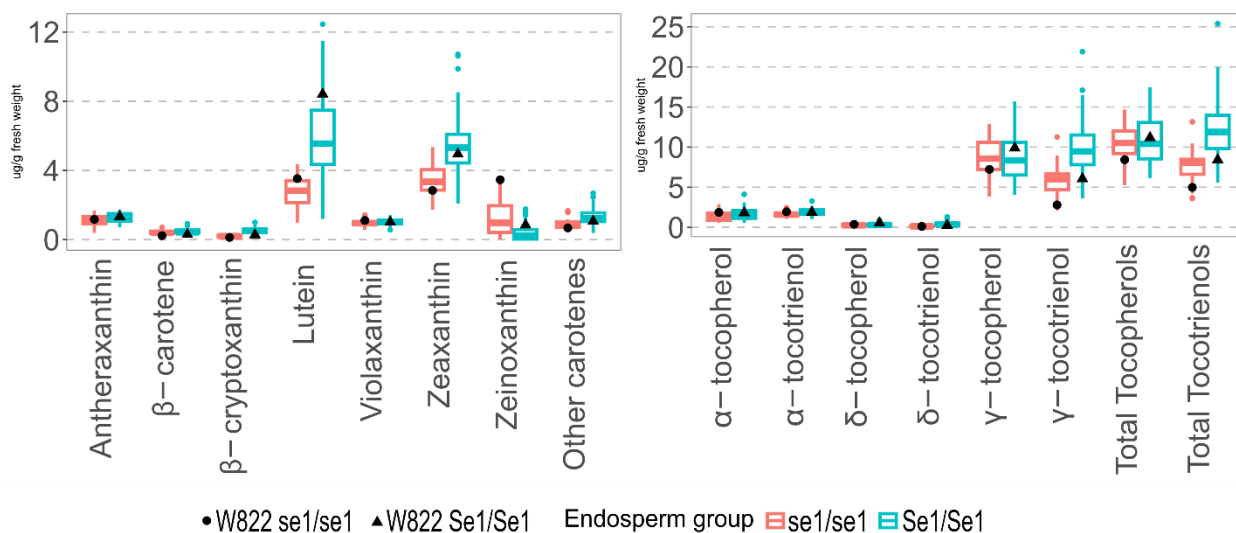 ug/g fresh weight
12
8
4
0
Antheraxanthin
β−carotene
β−cryptoxanthin
Lutein
Violaxanthin
Zeaxanthin
Zeinoxanthin
Other carotenes
ug/g fresh weight
25
20
15
10
5
0
α−tocopherol
α−tocotrienol
δ−tocopherol
δ−tocotrienol
γ−tocopherol
γ−tocotrienol
Total Tocopherols
Total Tocotrienols
W822 se1/se1 W822 Se1/Se1 Endosperm group se1/se1 Se1/Se1